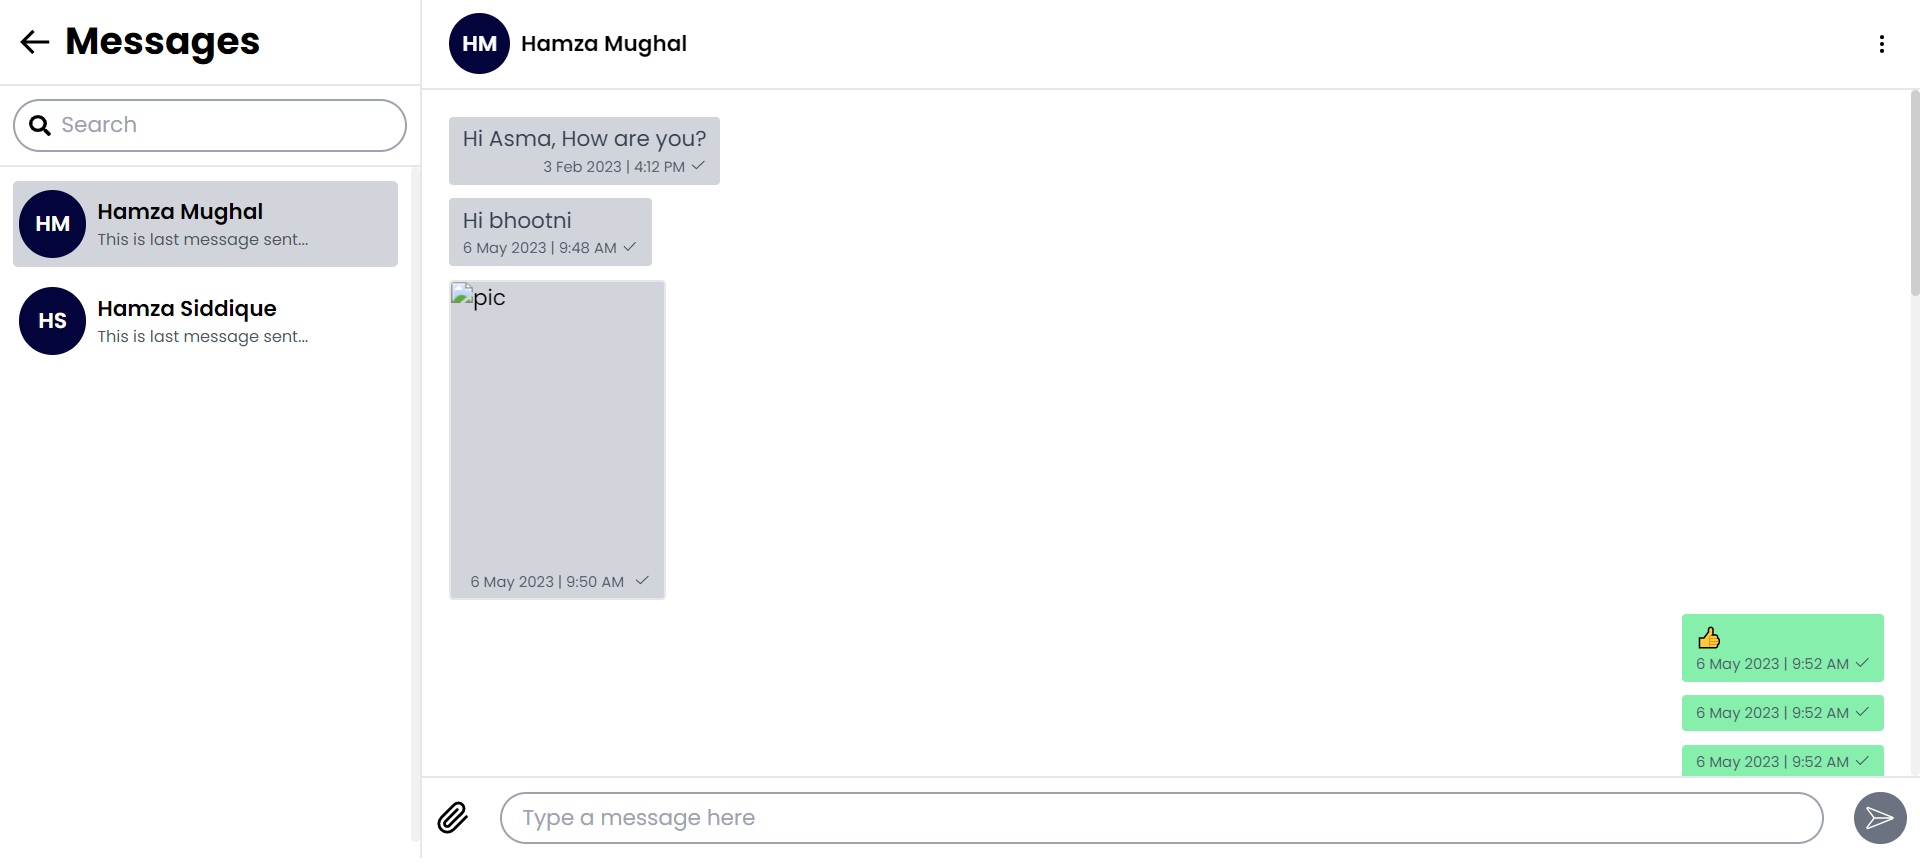 Messages
Search
HM
Hamza Mughal
This is last message sent...
HS
Hamza Siddique
This is last message sent...
HM Hamza Mughal
Hi Asma, How are you?
3 Feb 2023 | 4:12 PM
Hi bhootni
6 May 2023 | 9:48 AM
pic
6 May 2023 | 9:50 AM
👍
6 May 2023 | 9:52 AM
6 May 2023 | 9:52 AM
6 May 2023 | 9:52 AM
Type a message here